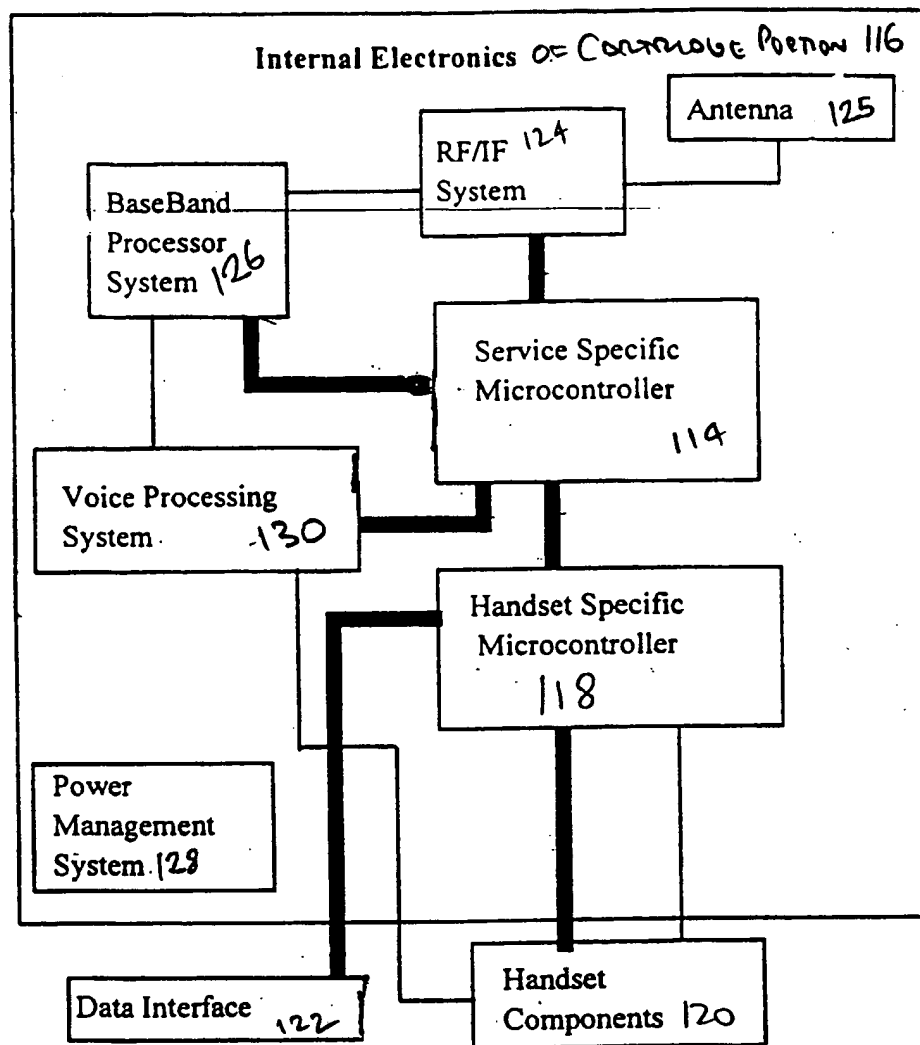 Internal Electronics OF CARTRIDGE PORTION 116
Antenna 125
RF/IF 124
System
BaseBand
Processor
System 126
Service Specific
Microcontroller
114
Voice Processing
System 130
Handset Specific
Microcontroller
118
Power
Management
System 128
Data Interface 122
Handset
Components 120